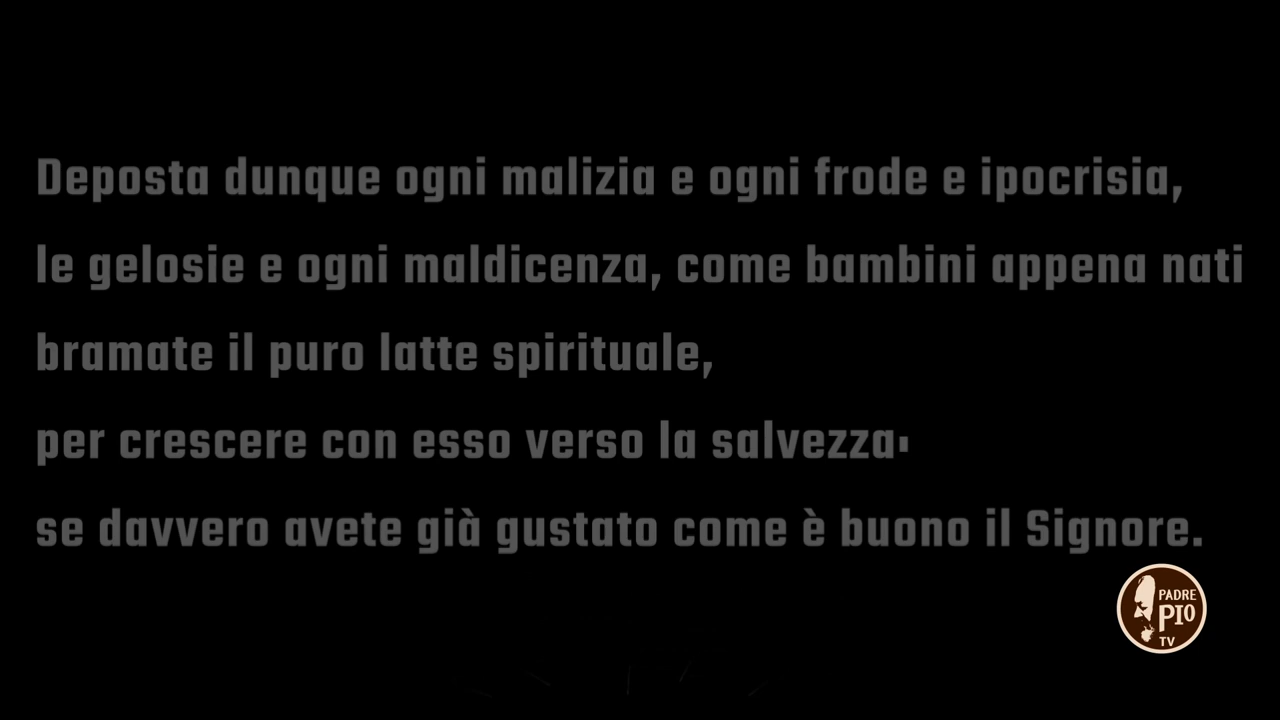 Deposta dunque ogni malizia e ogni frode e ipocrisia,
le gelosie e ogni maldicenza, come bambini appena nati
bramate il puro latte spirituale,
per crescere con esso verso la salvezza:
se davvero avete già gustato come è buono il Signore.
PADRE
PIO
TV